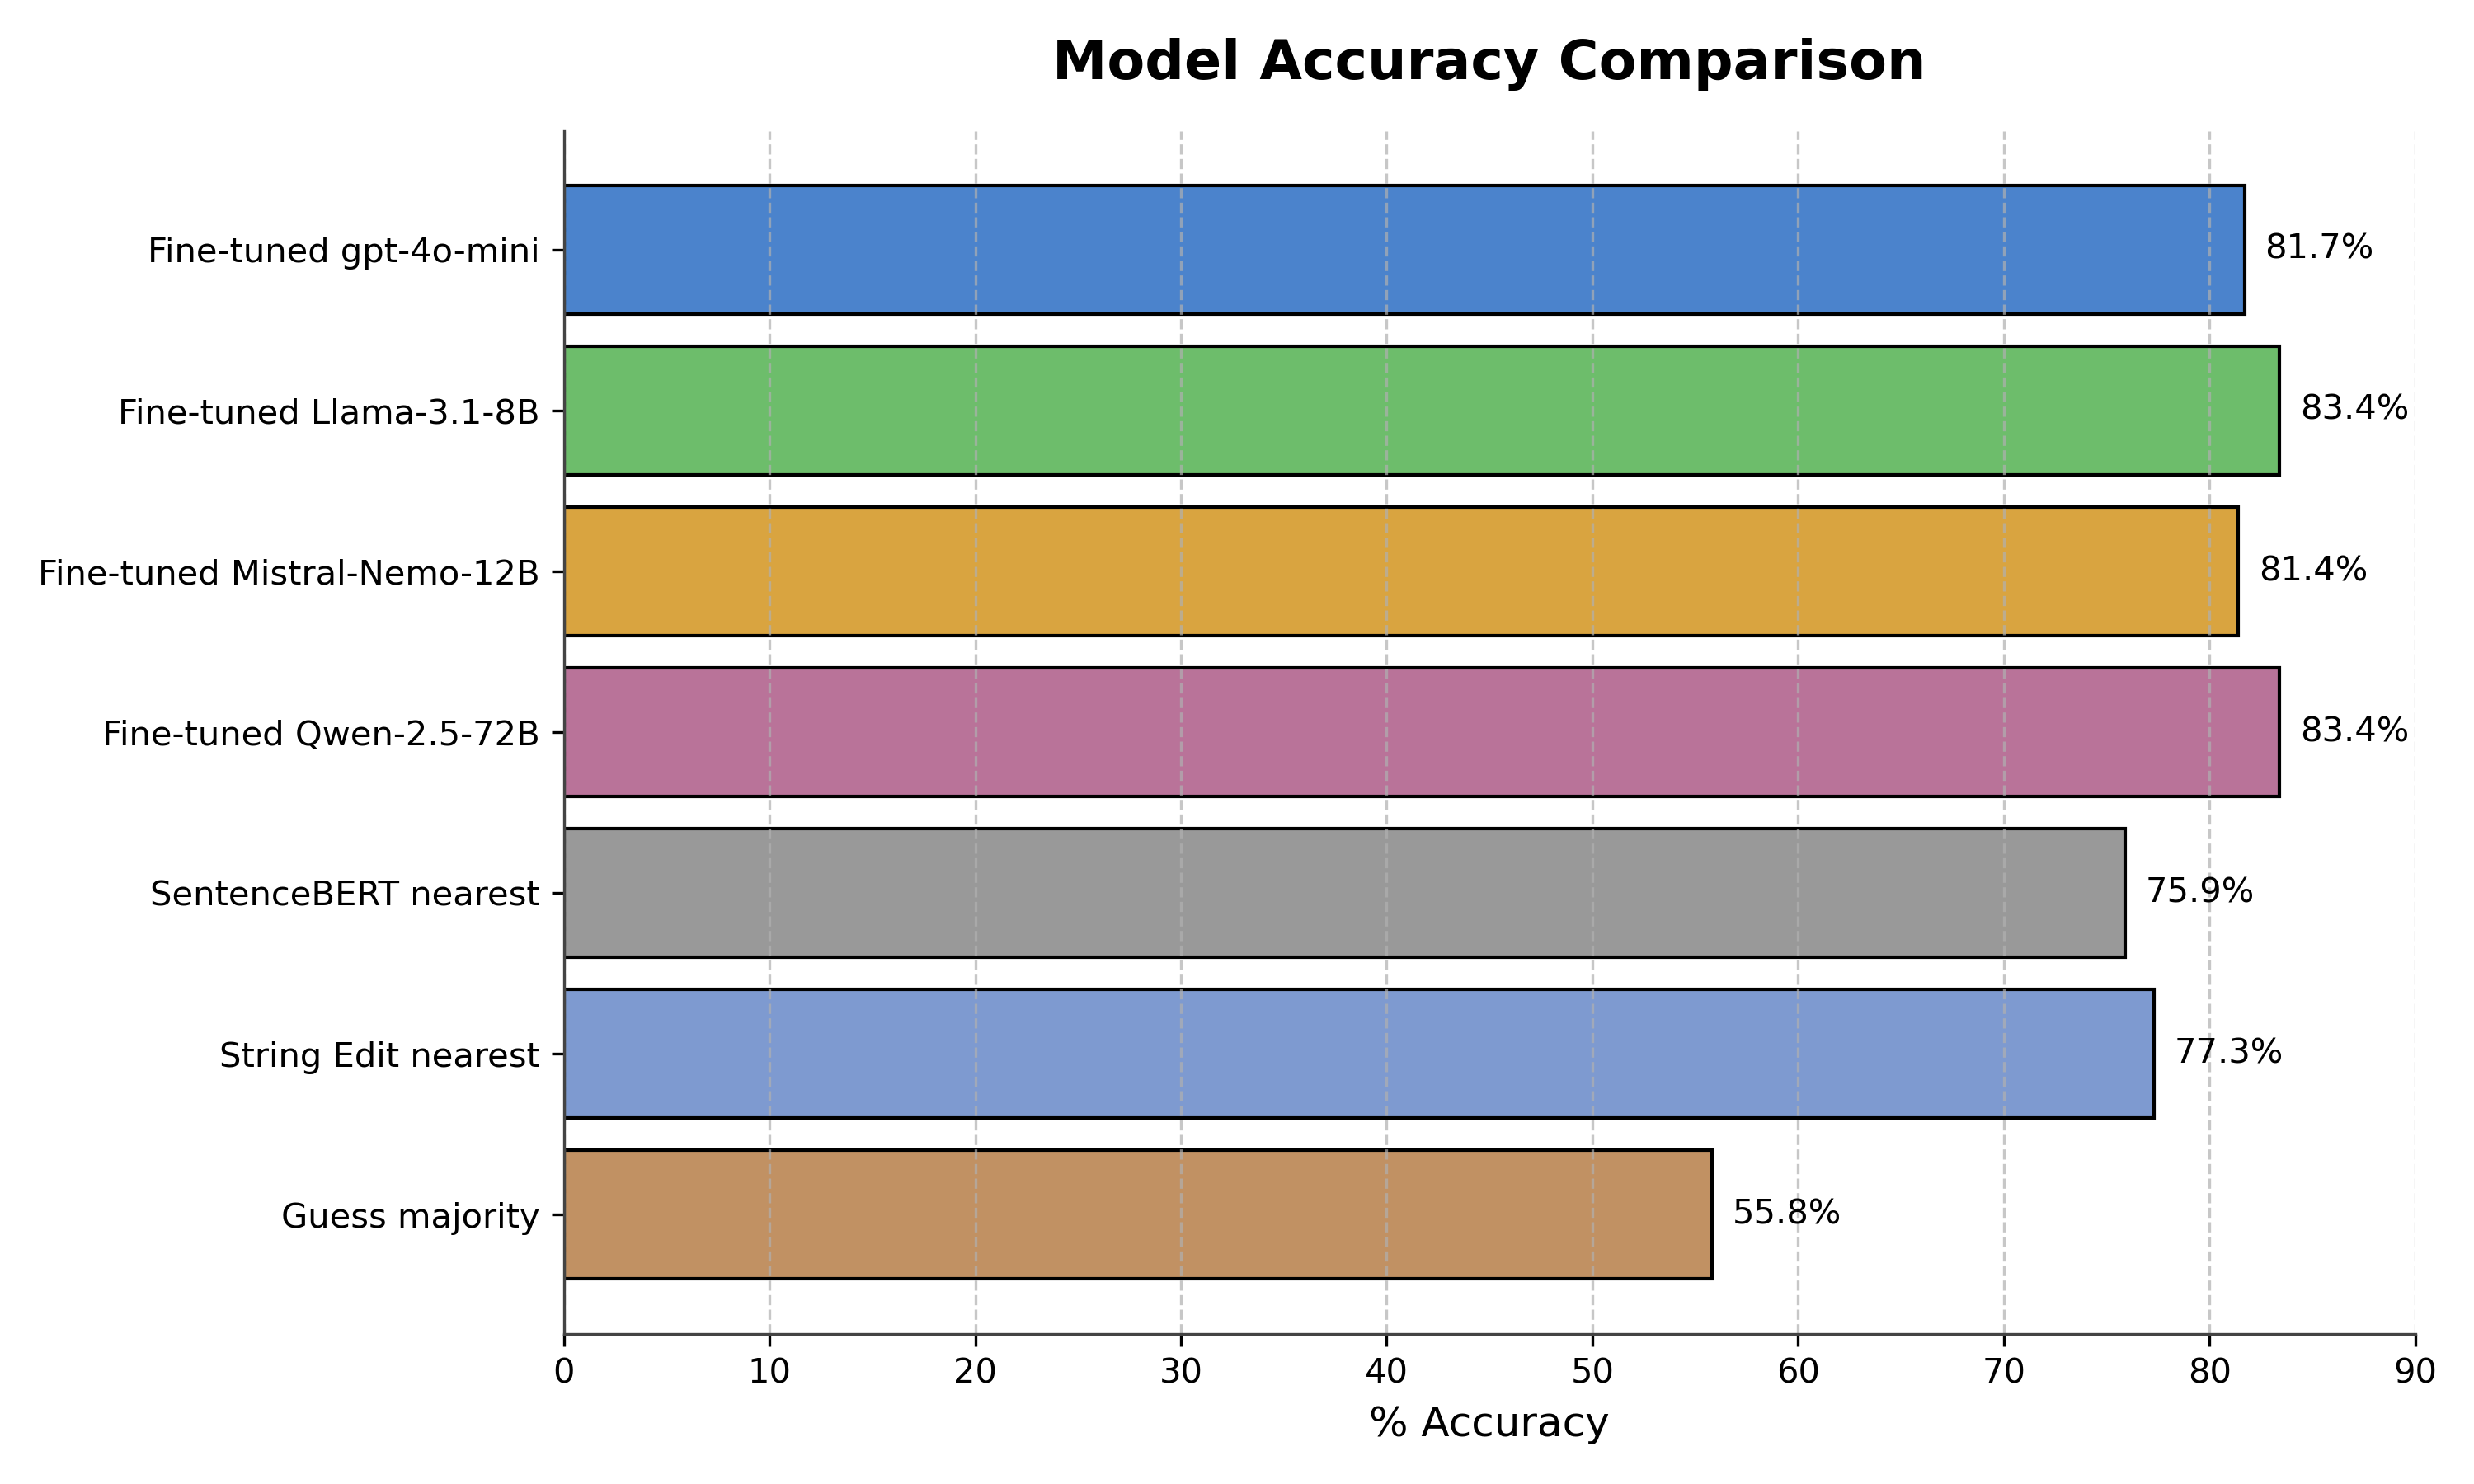 Model Accuracy Comparison
Fine-tuned gpt-4o-mini
81.7%
Fine-tuned Llama-3.1-8B
83.4%
Fine-tuned Mistral-Nemo-12B
81.4%
Fine-tuned Qwen-2.5-72B
83.4%
SentenceBERT nearest
75.9%
String Edit nearest
77.3%
Guess majority
55.8%
0 10 20 30 40 50 60 70 80 90
% Accuracy